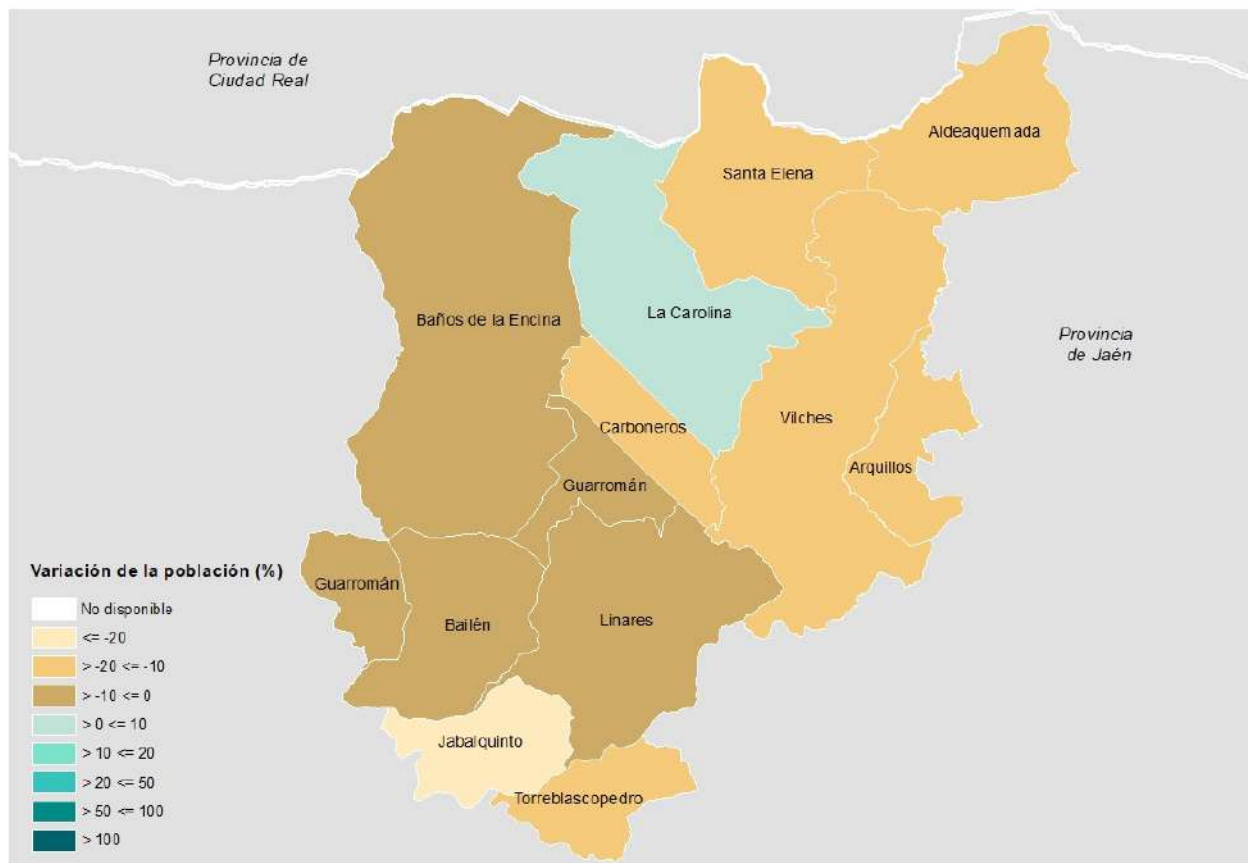 Provincia de
Ciudad Real
Aldeaquemada
Santa Elena
Baños de la Encina
La Carolina
Provincia
de Jaén
Vilches
Carboneros
Arquillos
Guarromán
Variación de la población (%)
Guarromán
No disponible
<= -20
> -20 <= -10
> -10 <= 0
> 0 <= 10
> 10 <= 20
> 20 <= 50
> 50 <= 100
> 100
Bailén
Linares
Jabalquinto
Torreblascopedro